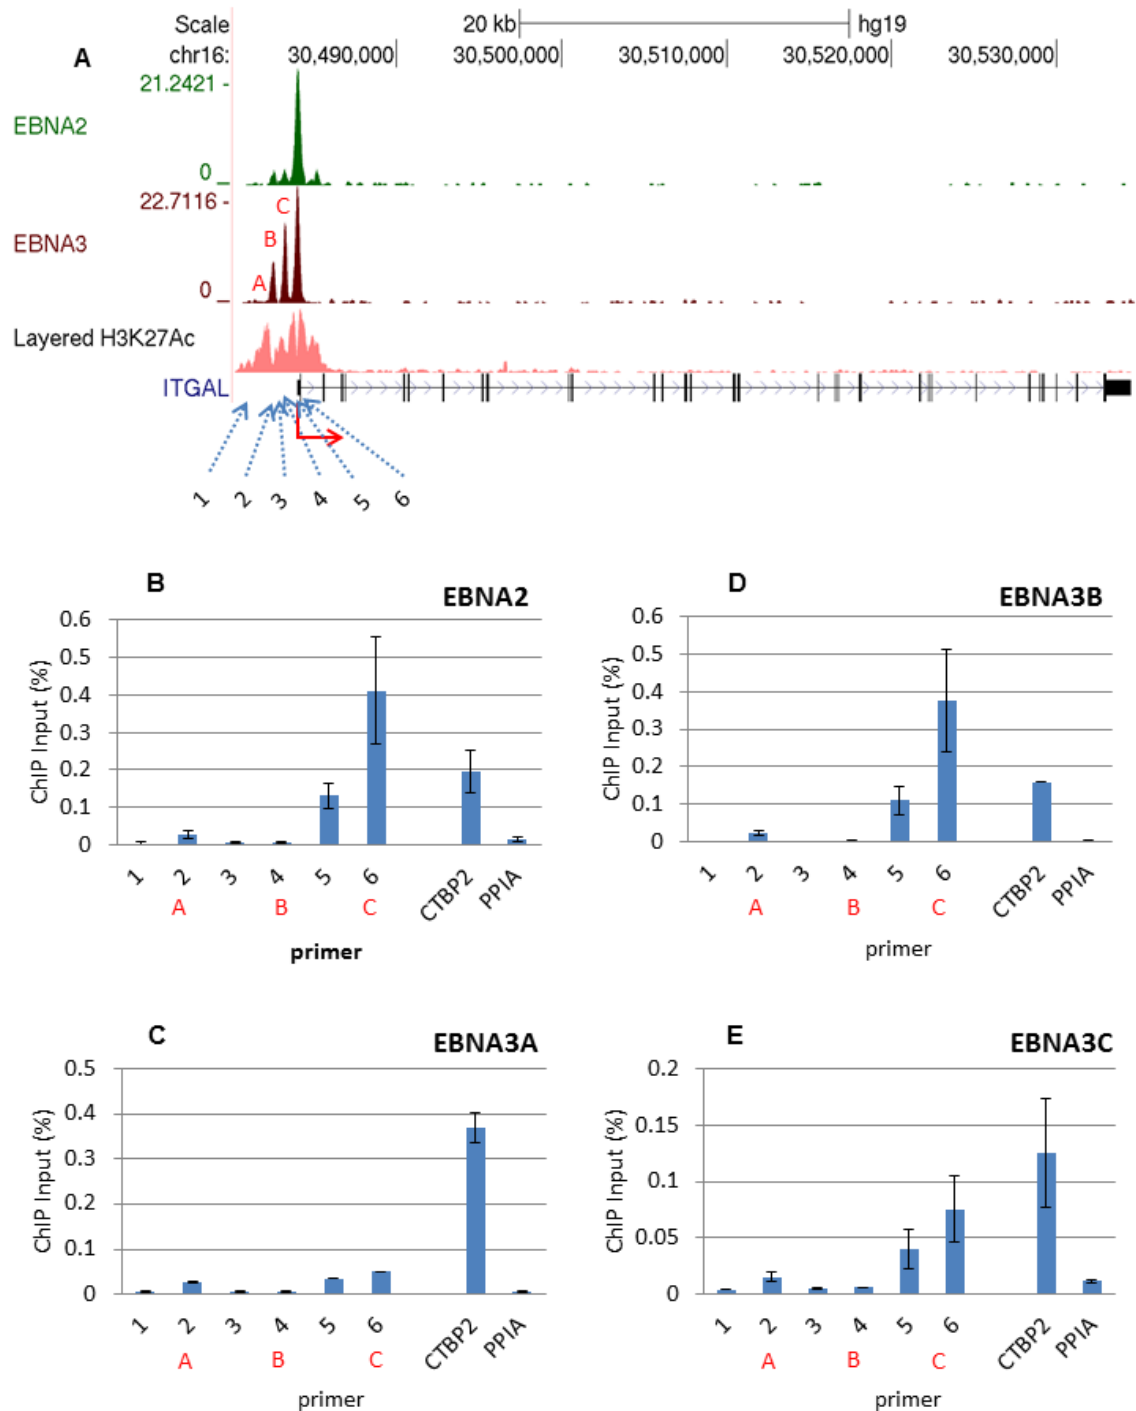 Scale 20 kb hg19
A chr16: 30,490,000 30,500,000 30,510,000 30,520,000 30,530,000
21.2421 -
EBNA2
0 _
22.7116 - C
B
EBNA3
A
0 _
Layered H3K27Ac
ITGAL
1 2 3 4 5 6
B EBNA2
ChIP Input (%)
0.6
0.5
0.4
0.3
0.2
0.1
0
1 2 3 4 5 6 CTBP2 PPIA
A B C
primer
D EBNA3B
ChIP Input (%)
0.6
0.5
0.4
0.3
0.2
0.1
0
1 2 3 4 5 6 CTBP2 PPIA
A B C
primer
C EBNA3A
ChIP Input (%)
0.5
0.4
0.3
0.2
0.1
0
1 2 3 4 5 6 CTBP2 PPIA
A B C
primer
E EBNA3C
ChIP Input (%)
0.2
0.15
0.1
0.05
0
1 2 3 4 5 6 CTBP2 PPIA
A B C
primer